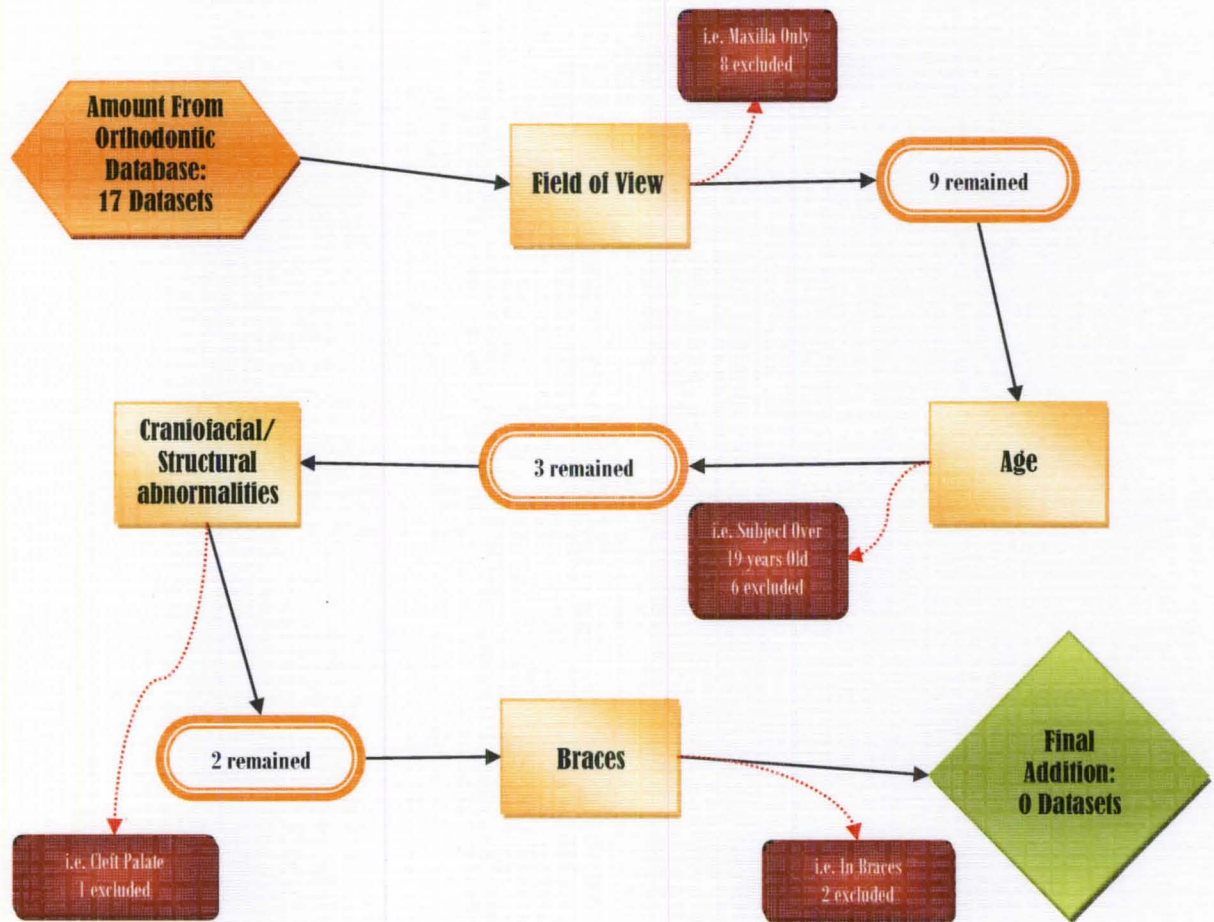 i.e. Maxilla Only
8 excluded
Amount From
Orthodontic
Database:
17 Datasets
Field of View
9 remained
Craniofacial/
Structural
abnormalities
3 remained
Age
i.e. Subject Over
19 years Old
6 excluded
2 remained
Braces
Final
Addition:
0 Datasets
i.e. Cleft Palate
1 excluded
i.e. In Braces
2 excluded